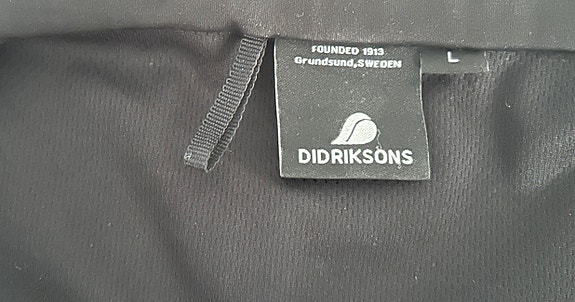 FOUNDED 1913
Grundsund,SWEDEN
L
DIDRIKSONS